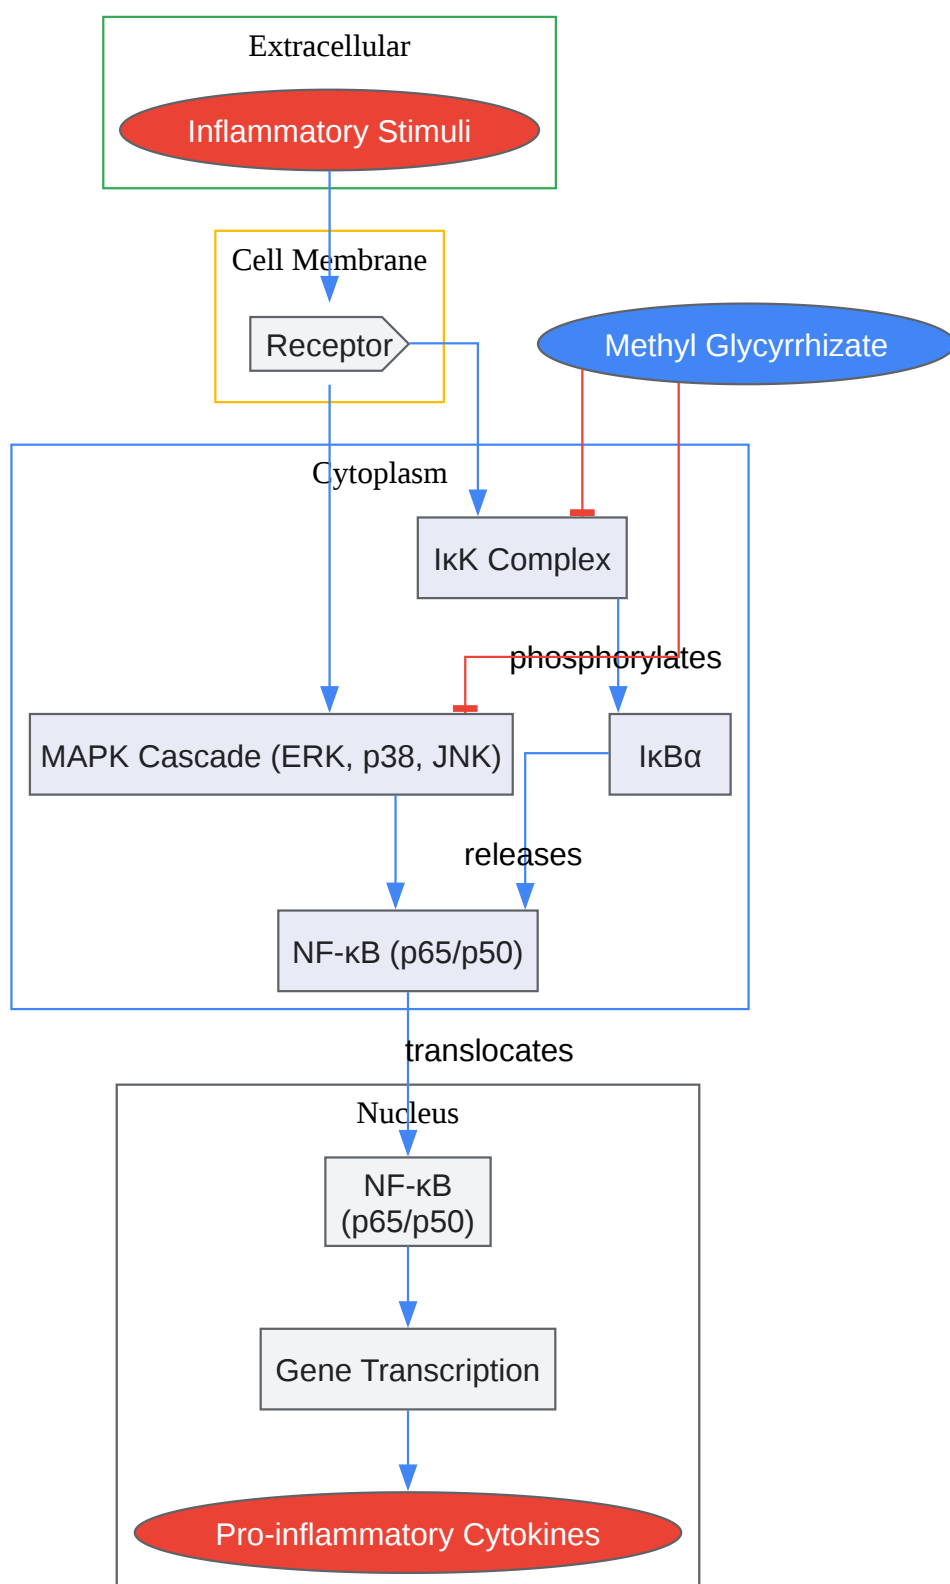 Extracellular
Inflammatory Stimuli
Cell Membrane
Receptor
Methyl Glycyrrhizate
Cytoplasm
IκK Complex
phosphorylates
MAPK Cascade (ERK, p38, JNK)
IκBα
releases
NF-κB (p65/p50)
translocates
Nucleus
NF-κB
(p65/p50)
Gene Transcription
Pro-inflammatory Cytokines